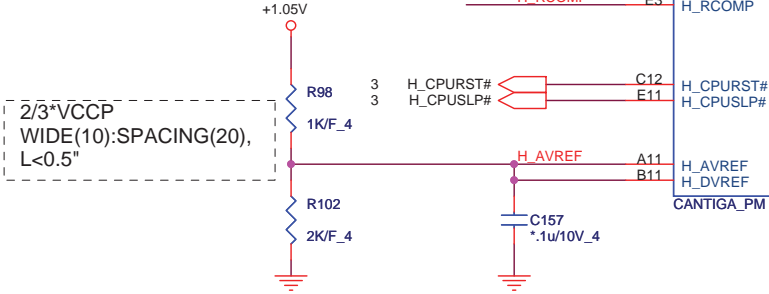 +1.05V
H_RCOMP
E3
H_RCOMP
R98
1K/F_4
3
H_CPURST#
C12
H_CPURST#
3
H_CPUSLP#
E11
H_CPUSLP#
2/3*VCCP
WIDE(10):SPACING(20),
L<0.5"
H_AVREF
A11
H_AVREF
B11
H_DVREF
CANTIGA_PM
R102
2K/F_4
C157
*.1u/10V_4